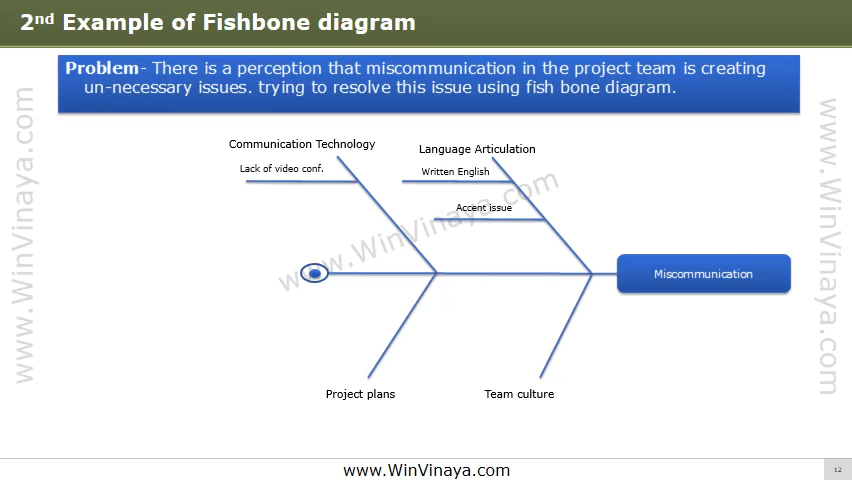 2nd Example of Fishbone diagram
Problem- There is a perception that miscommunication in the project team is creating
un-necessary issues. trying to resolve this issue using fish bone diagram.
Communication Technology
Language Articulation
Lack of video conf.
Written English
Accent issue
Miscommunication
Project plans
Team culture
www.WinVinaya.com
www.WinVinaya.com
www.WinVinaya.com
www.WinVinaya.com
12